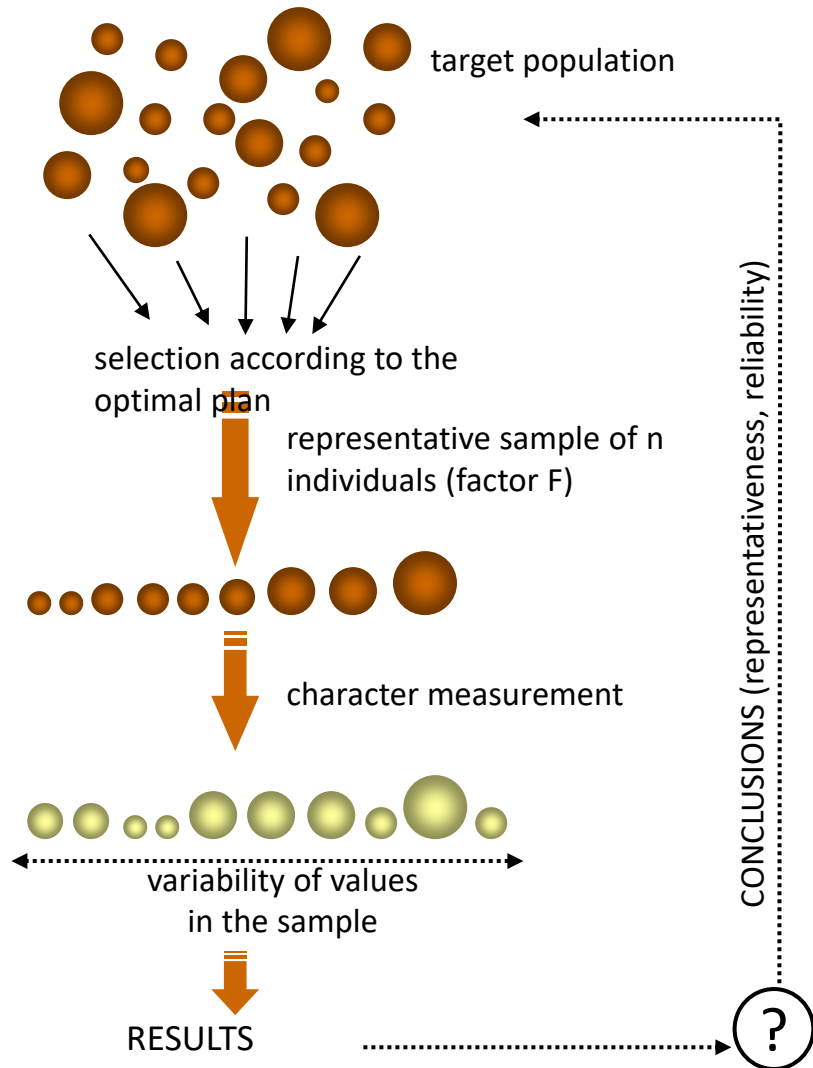 target population
selection according to the
optimal plan
representative sample of n
individuals (factor F)
character measurement
variability of values
in the sample
RESULTS
?
CONCLUSIONS (representativeness, reliability)